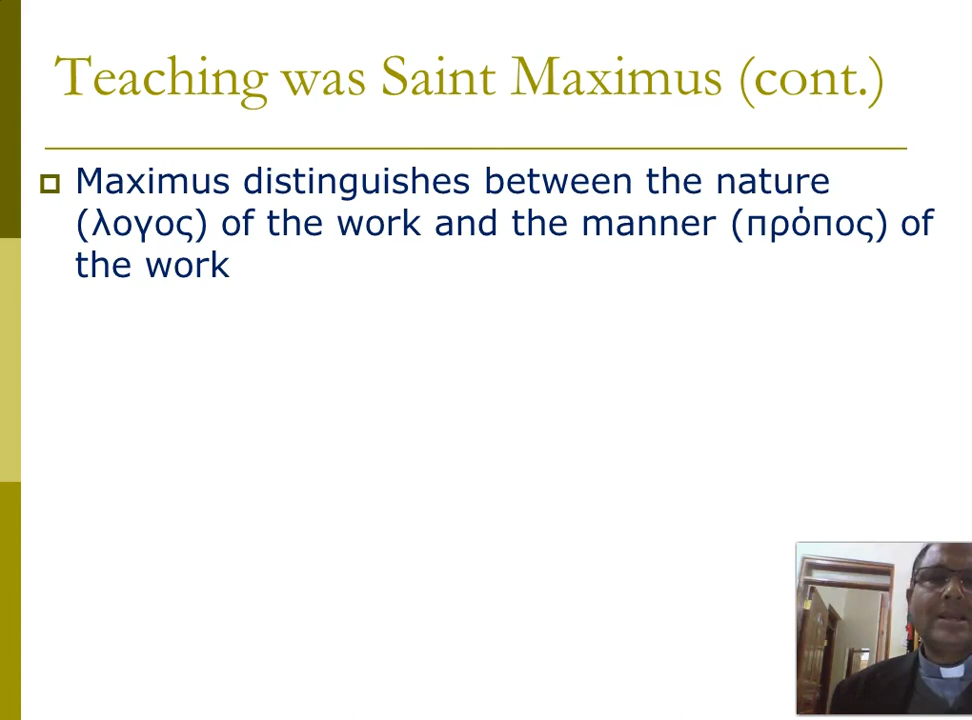 Teaching was Saint Maximus (cont.)
Maximus distinguishes between the nature
(λογος) of the work and the manner (πρόπος) of
the work